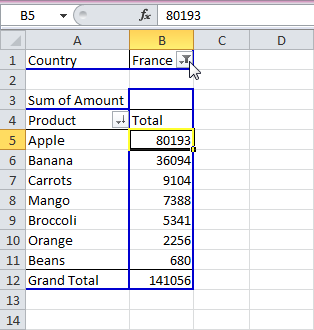 B5 fx 80193
A B C D
1 Country France
2
3 Sum of Amount
4 Product Total
5 Apple 80193
6 Banana 36094
7 Carrots 9104
8 Mango 7388
9 Broccoli 5341
10 Orange 2256
11 Beans 680
12 Grand Total 141056
13
14